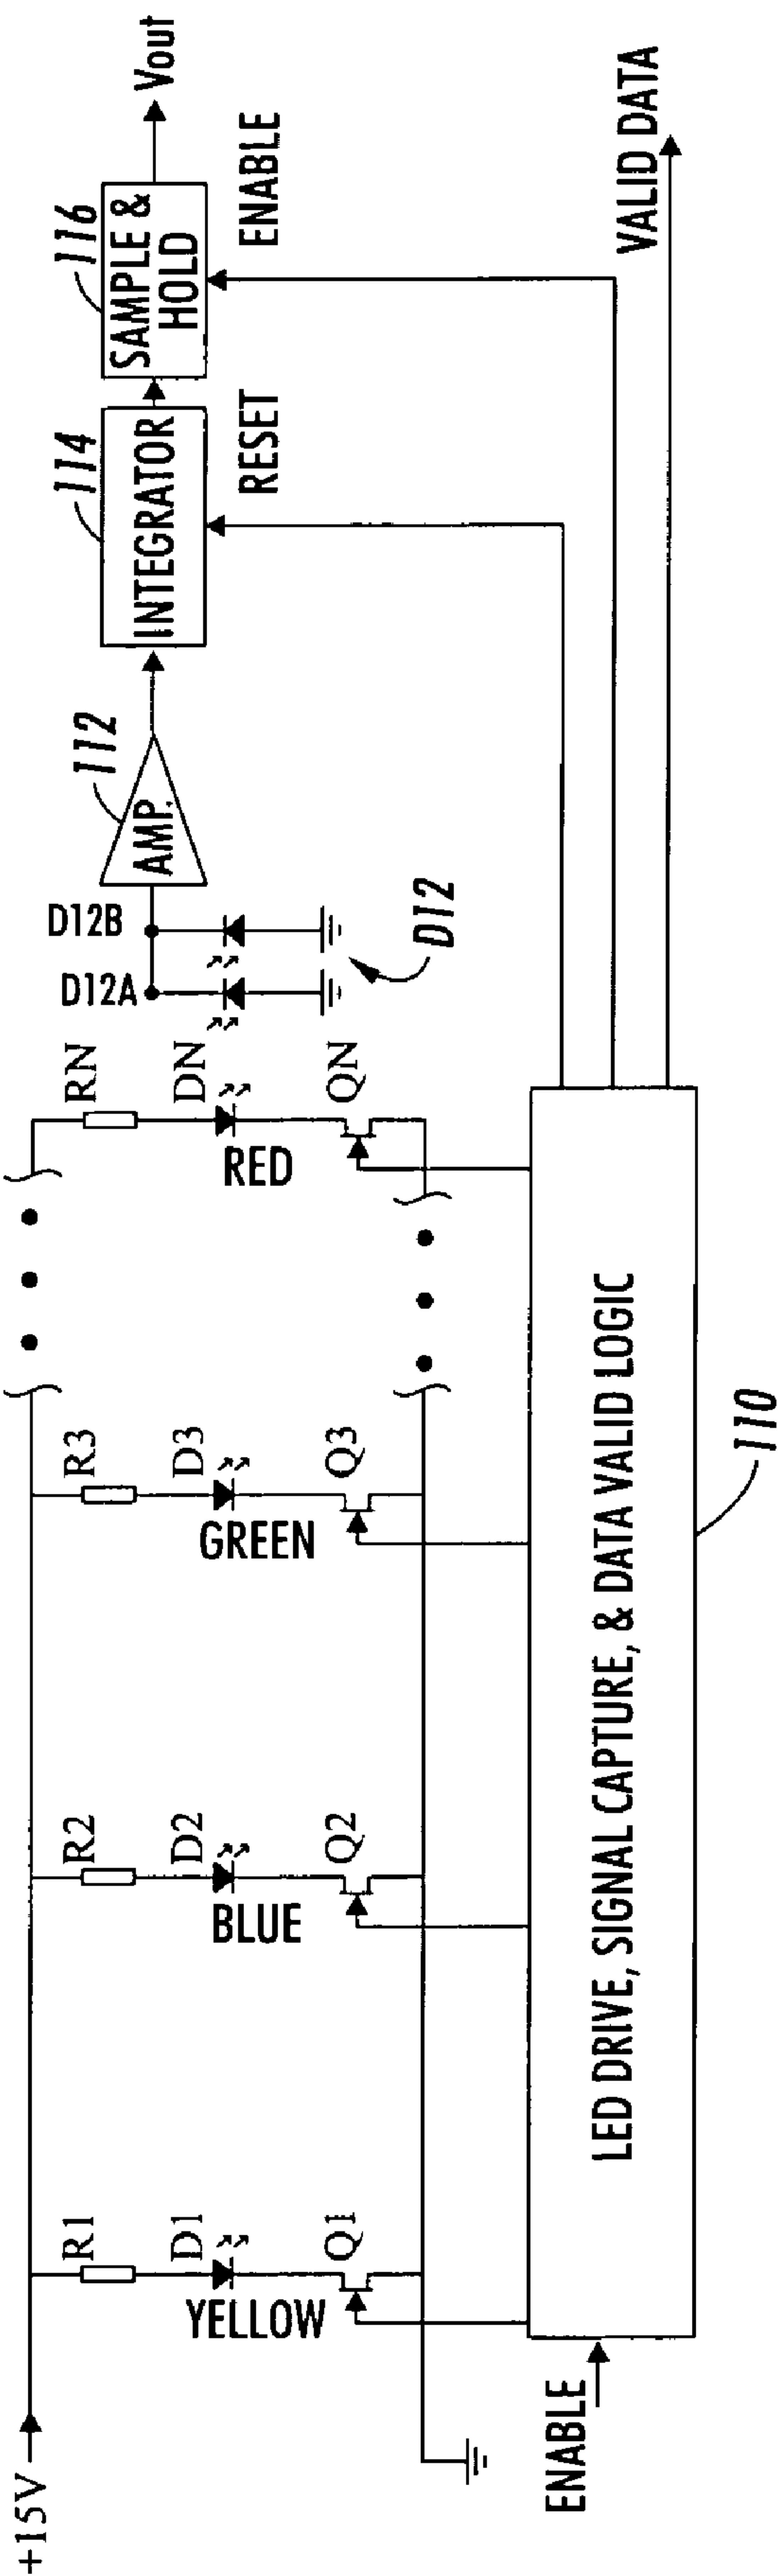 +15V
R1
R2
R3
RN
D1
D2
D3
DN
YELLOW
BLUE
GREEN
RED
Q1
Q2
Q3
QN
D12A
D12B
D12
AMP.
112
INTEGRATOR
114
RESET
SAMPLE &
HOLD
116
ENABLE
Vout
ENABLE
LED DRIVE, SIGNAL CAPTURE, & DATA VALID LOGIC
110
VALID DATA